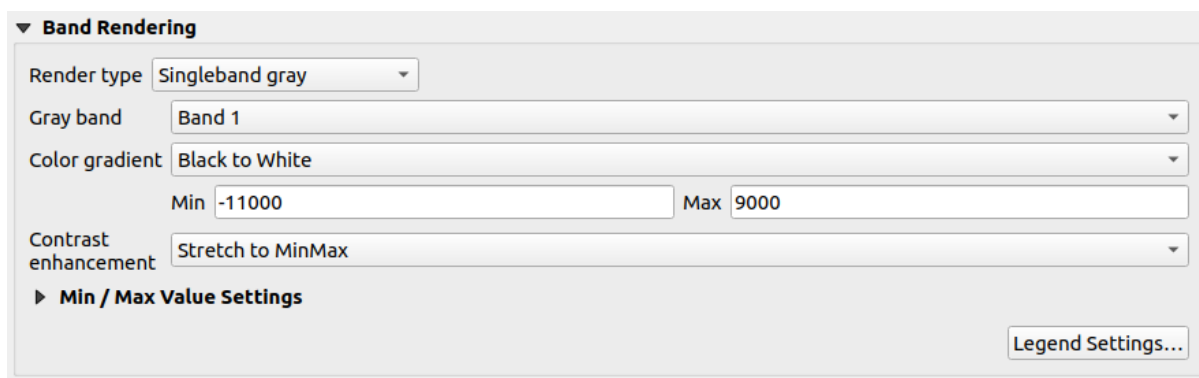 Band Rendering
Render type Singleband gray
Gray band Band 1
Color gradient Black to White
Min -11000 Max 9000
Contrast
enhancement Stretch to MinMax
Min / Max Value Settings
Legend Settings...